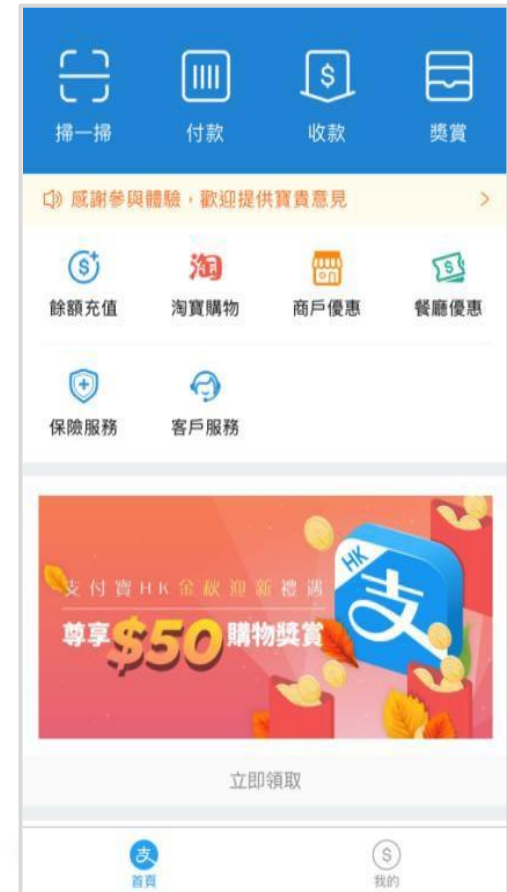 掃一掃 付款 收款 獎賞
感謝參與體驗，歡迎提供寶貴意見 >
餘額充值 淘寶購物 商戶優惠 餐廳優惠
保險服務 客戶服務
支付寶HK金秋迎新禮遇
尊享$50購物獎賞
HK
支
立即領取
支 $
首頁 我的